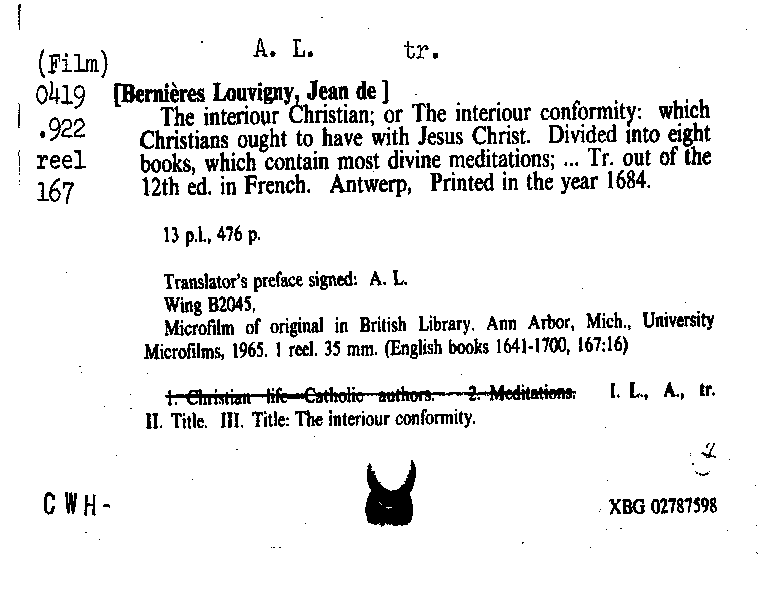 A. L. tr.
(Film)
0419
.922
reel
167
[Bernières Louvigny, Jean de ]
The interiour Christian; or The interiour conformity: which
Christians ought to have with Jesus Christ. Divided into eight
books, which contain most divine meditations; ... Tr. out of the
12th ed. in French. Antwerp, Printed in the year 1684.
13 p.l., 476 p.
Translator's preface signed: A. L.
Wing B2045,
Microfilm of original in British Library. Ann Arbor, Mich., University
Microfilms, 1965. 1 reel. 35 mm. (English books 1641-1700, 167:16)
1. Christian life--Catholic authors. 2. Meditations. I. L., A., tr.
II. Title. III. Title: The interiour conformity.
C W H -
XBG 02787598